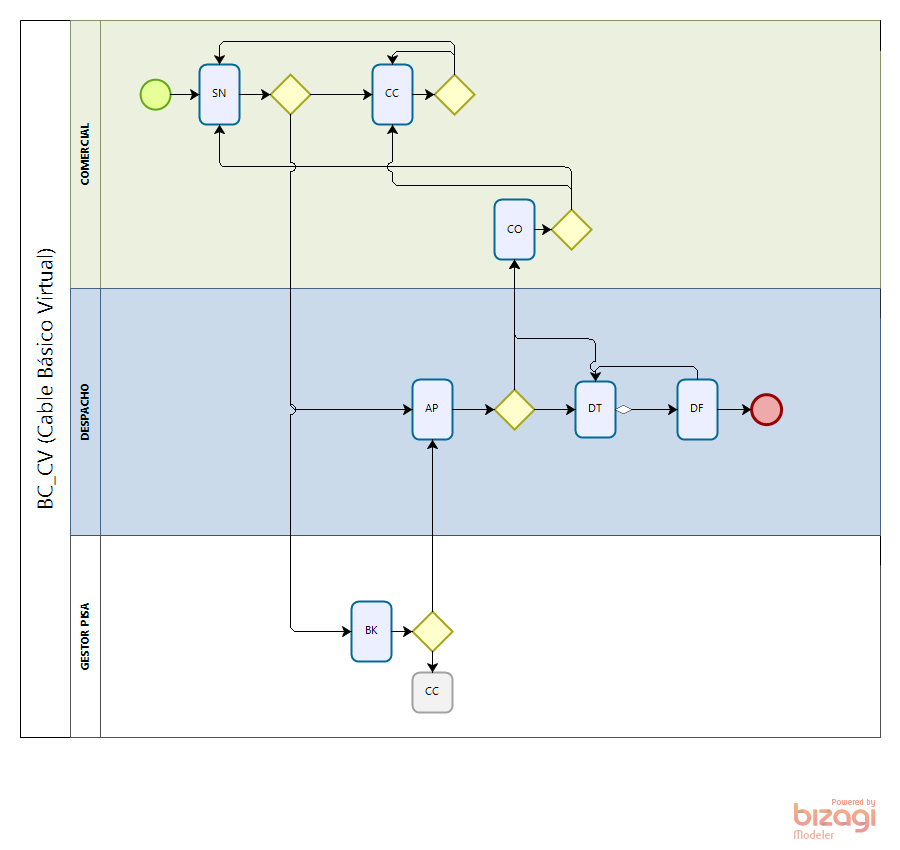 BC_CV (Cable Básico Virtual)
COMERCIAL
SN
CC
CO
DESPACHO
AP
DT
DF
GESTOR PISA
BK
CC
Powered by
bizagi
Modeler